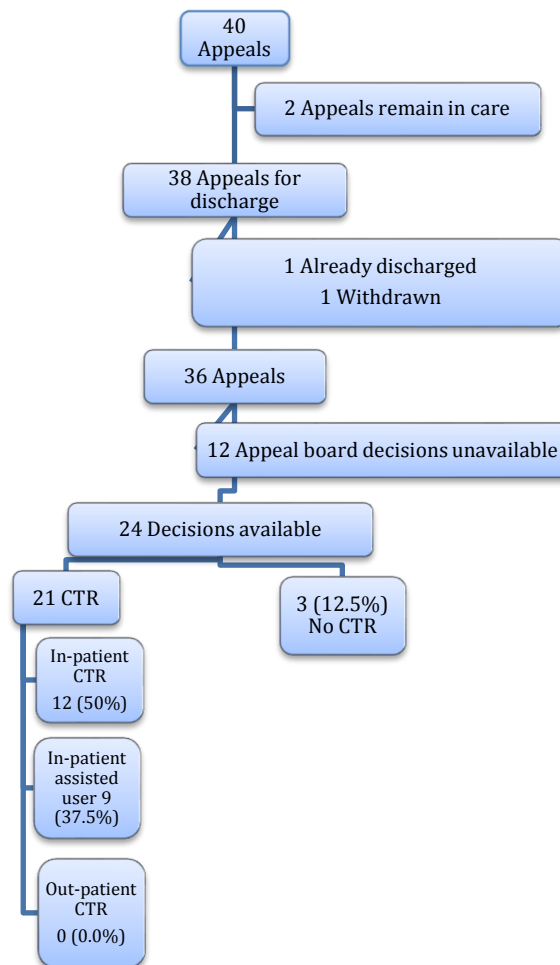 40
Appeals
2 Appeals remain in care
38 Appeals for
discharge
1 Already discharged
1 Withdrawn
36 Appeals
12 Appeal board decisions unavailable
24 Decisions available
21 CTR
3 (12.5%)
No CTR
In-patient
CTR
12 (50%)
In-patient
assisted
user 9
(37.5%)
Out-patient
CTR
0 (0.0%)